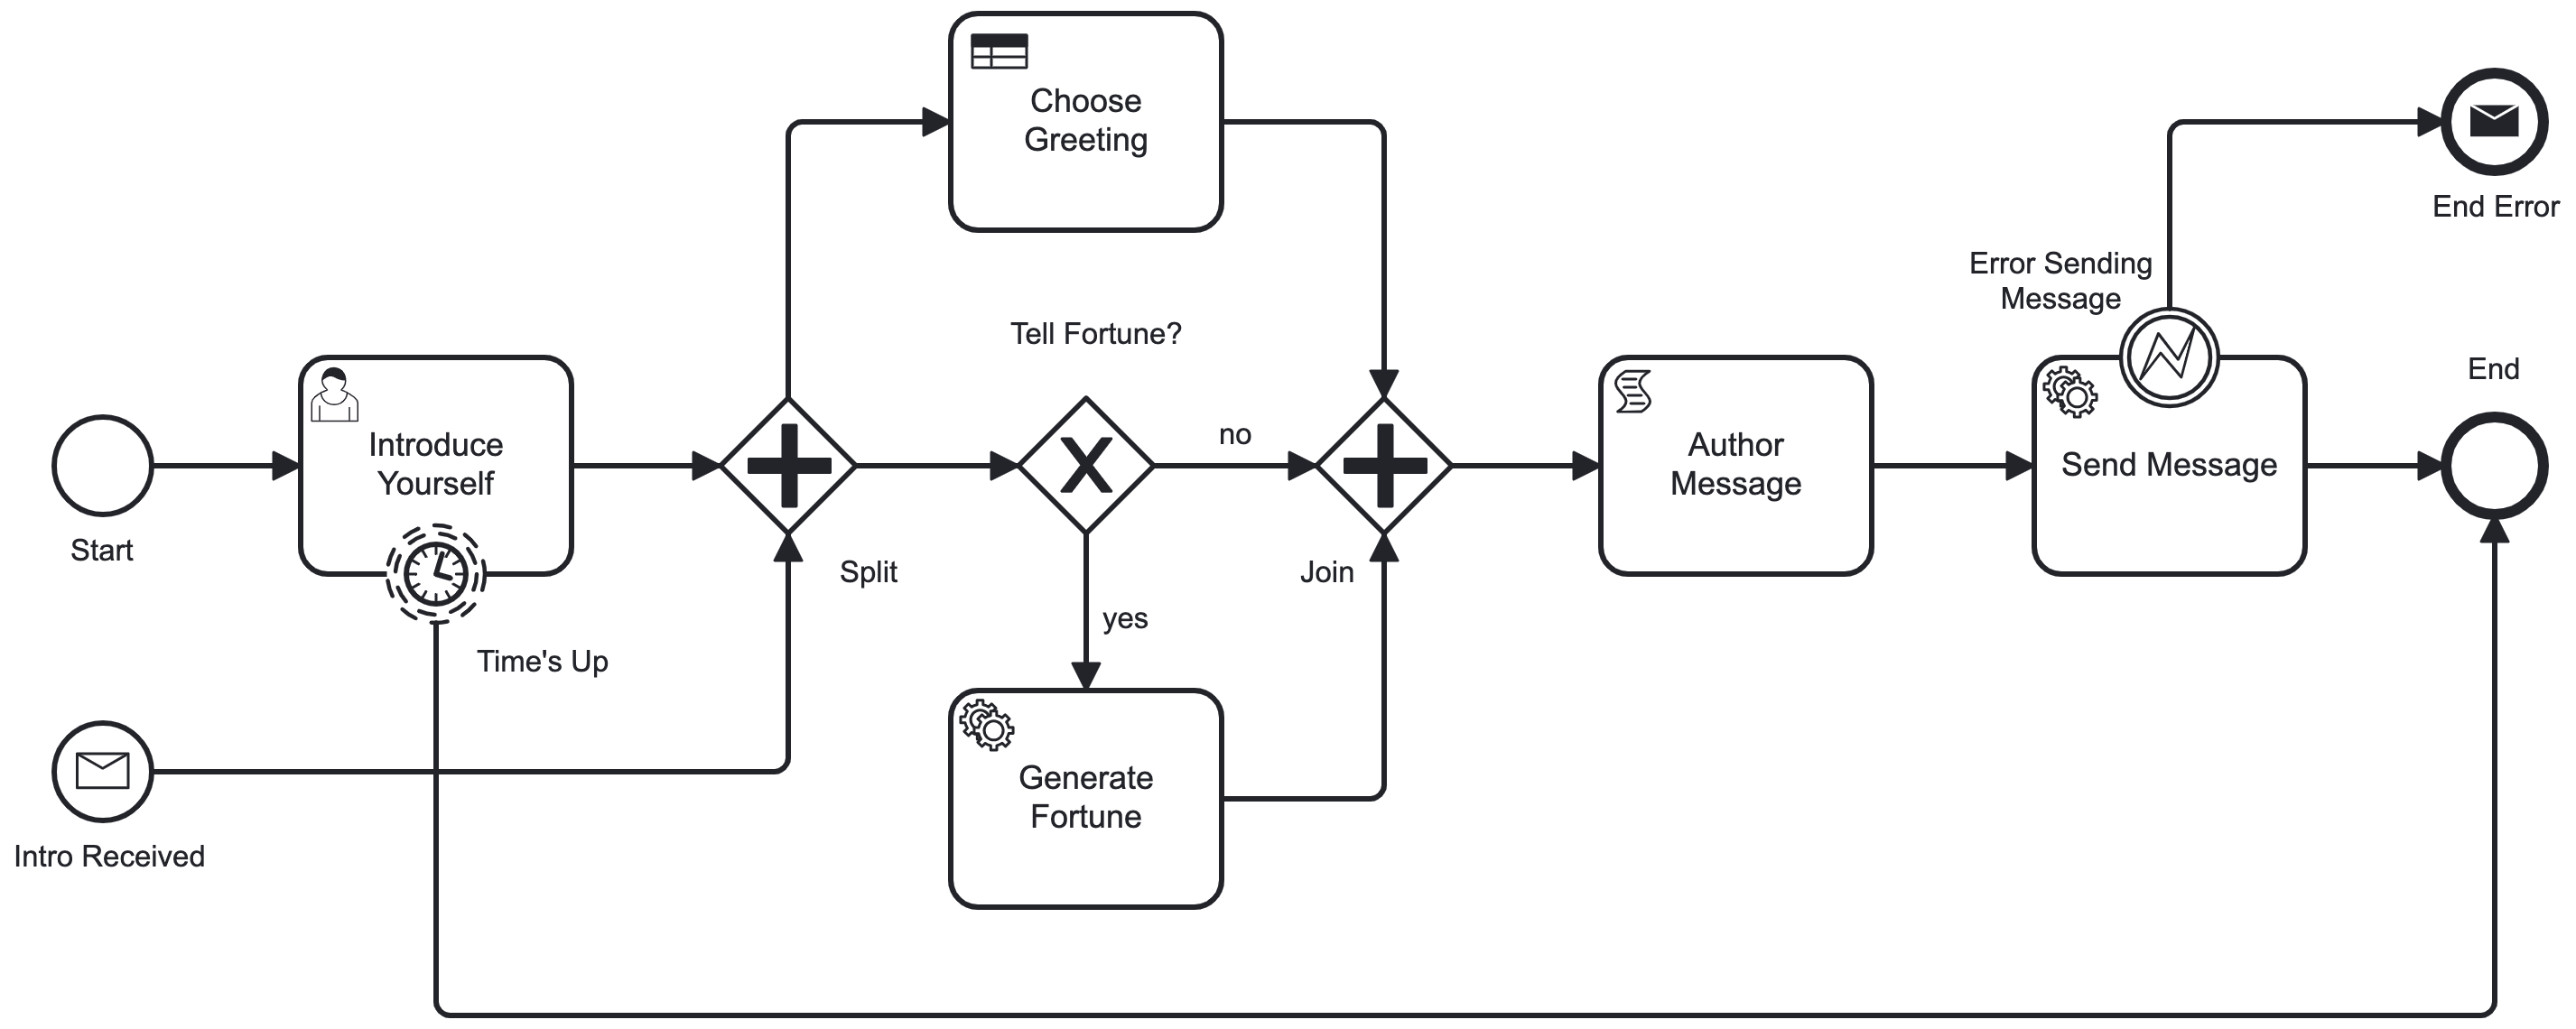 Choose
Greeting
End Error
Error Sending
Message
Tell Fortune?
End
Introduce
Yourself
no
Author
Message
Send Message
Start
Split
Join
yes
Time's Up
Generate
Fortune
Intro Received